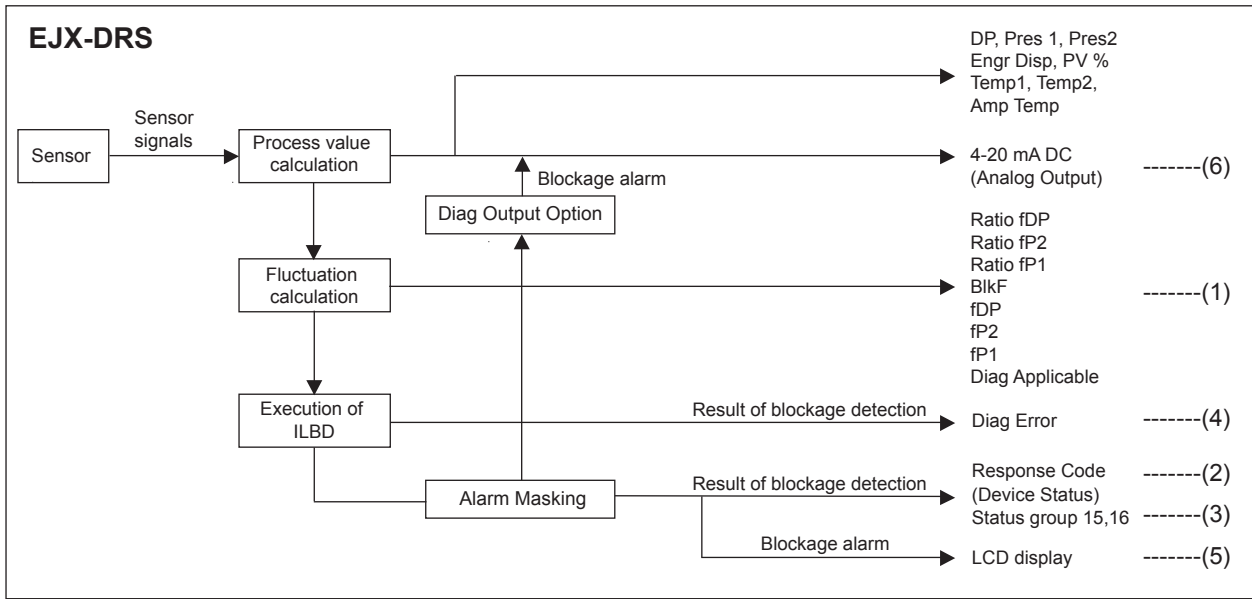 EJX-DRS
DP, Pres 1, Pres2
Engr Disp, PV %
Temp1, Temp2,
Amp Temp
Sensor
signals
Sensor
Process value
calculation
4-20 mA DC
(Analog Output)
-------(6)
Blockage alarm
Diag Output Option
Fluctuation
calculation
Ratio fDP
Ratio fP2
Ratio fP1
BlkF
fDP
fP2
fP1
Diag Applicable
-------(1)
Execution of
ILBD
Result of blockage detection
Diag Error
-------(4)
Alarm Masking
Result of blockage detection
Response Code
(Device Status)
Status group 15,16
-------(2)
-------(3)
Blockage alarm
LCD display
-------(5)